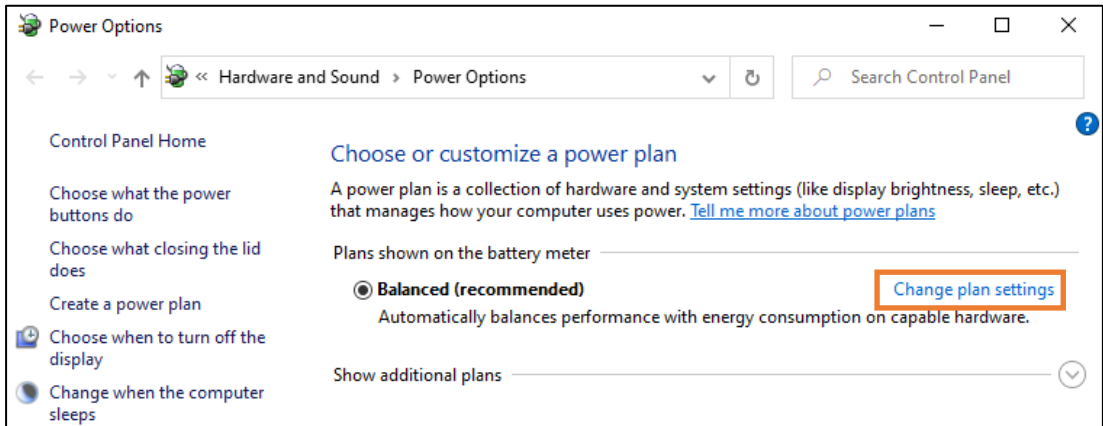 Power Options
« Hardware and Sound › Power Options
Search Control Panel
?
Control Panel Home
Choose what the power
buttons do
Choose what closing the lid
does
Create a power plan
Choose when to turn off the
display
Change when the computer
sleeps
Choose or customize a power plan
A power plan is a collection of hardware and system settings (like display brightness, sleep, etc.)
that manages how your computer uses power. Tell me more about power plans
Plans shown on the battery meter
Balanced (recommended) Change plan settings
Automatically balances performance with energy consumption on capable hardware.
Show additional plans